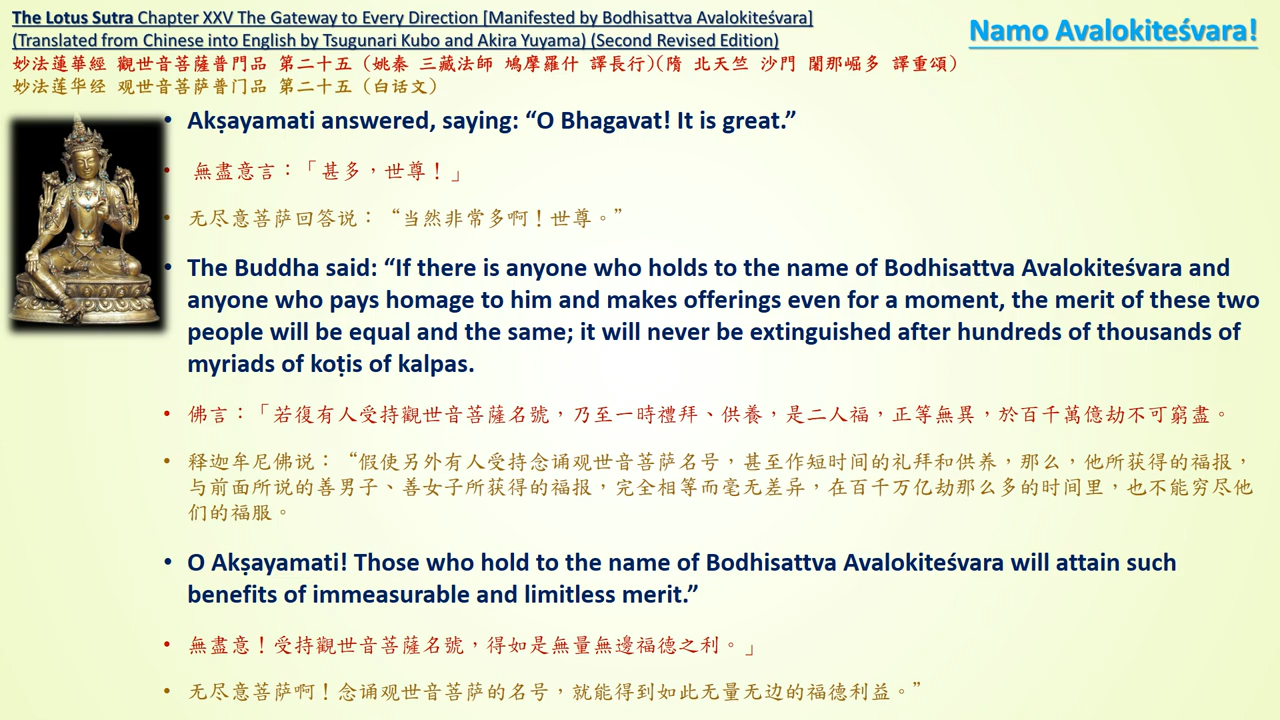 The Lotus Sutra Chapter XXV The Gateway to Every Direction [Manifested by Bodhisattva Avalokiteśvara]
(Translated from Chinese into English by Tsugunari Kubo and Akira Yuyama) (Second Revised Edition)
Namo Avalokiteśvara!
妙法蓮華經 觀世音菩薩普門品 第二十五 (姚秦 三藏法師 鳩摩羅什 譯長行)(隋 北天竺 沙門 闍那崛多 譯重頌)
妙法莲华经 观世音菩萨普门品 第二十五 (白话文)
• Akṣayamati answered, saying: “O Bhagavat! It is great.”
• 無盡意言：「甚多，世尊！」
• 无尽意菩萨回答说：“当然非常多啊！世尊。”
• The Buddha said: “If there is anyone who holds to the name of Bodhisattva Avalokiteśvara and
anyone who pays homage to him and makes offerings even for a moment, the merit of these two
people will be equal and the same; it will never be extinguished after hundreds of thousands of
myriads of koṭis of kalpas.
• 佛言：「若復有人受持觀世音菩薩名號，乃至一時禮拜、供養，是二人福，正等無異，於百千萬億劫不可窮盡。
• 释迦牟尼佛说：“假使另外有人受持念诵观世音菩萨名号，甚至作短时间的礼拜和供养，那么，他所获得的福报，
与前面所说的善男子、善女子所获得的福报，完全相等而毫无差异，在百千万亿劫那么多的时间里，也不能穷尽他
们的福服。
• O Akṣayamati! Those who hold to the name of Bodhisattva Avalokiteśvara will attain such
benefits of immeasurable and limitless merit.”
• 無盡意！受持觀世音菩薩名號，得如是無量無邊福德之利。」
• 无尽意菩萨啊！念诵观世音菩萨的名号，就能得到如此无量无边的福德利益。”